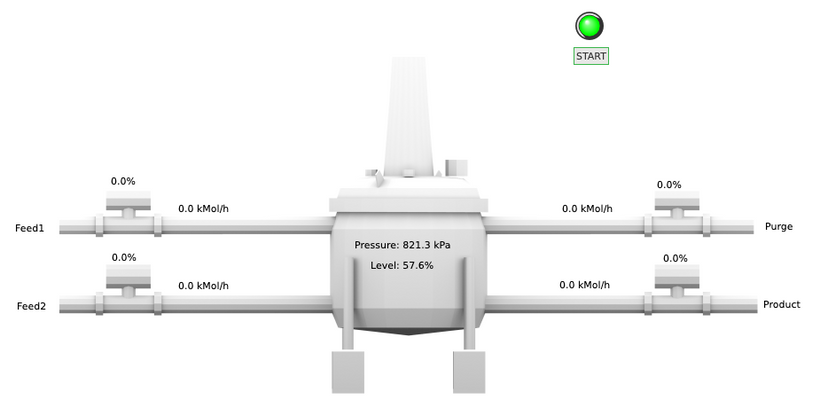 START
0.0%
0.0%
0.0 kMol/h
0.0 kMol/h
Feed1
Purge
Pressure: 821.3 kPa
0.0%
0.0%
Level: 57.6%
0.0 kMol/h
0.0 kMol/h
Feed2
Product